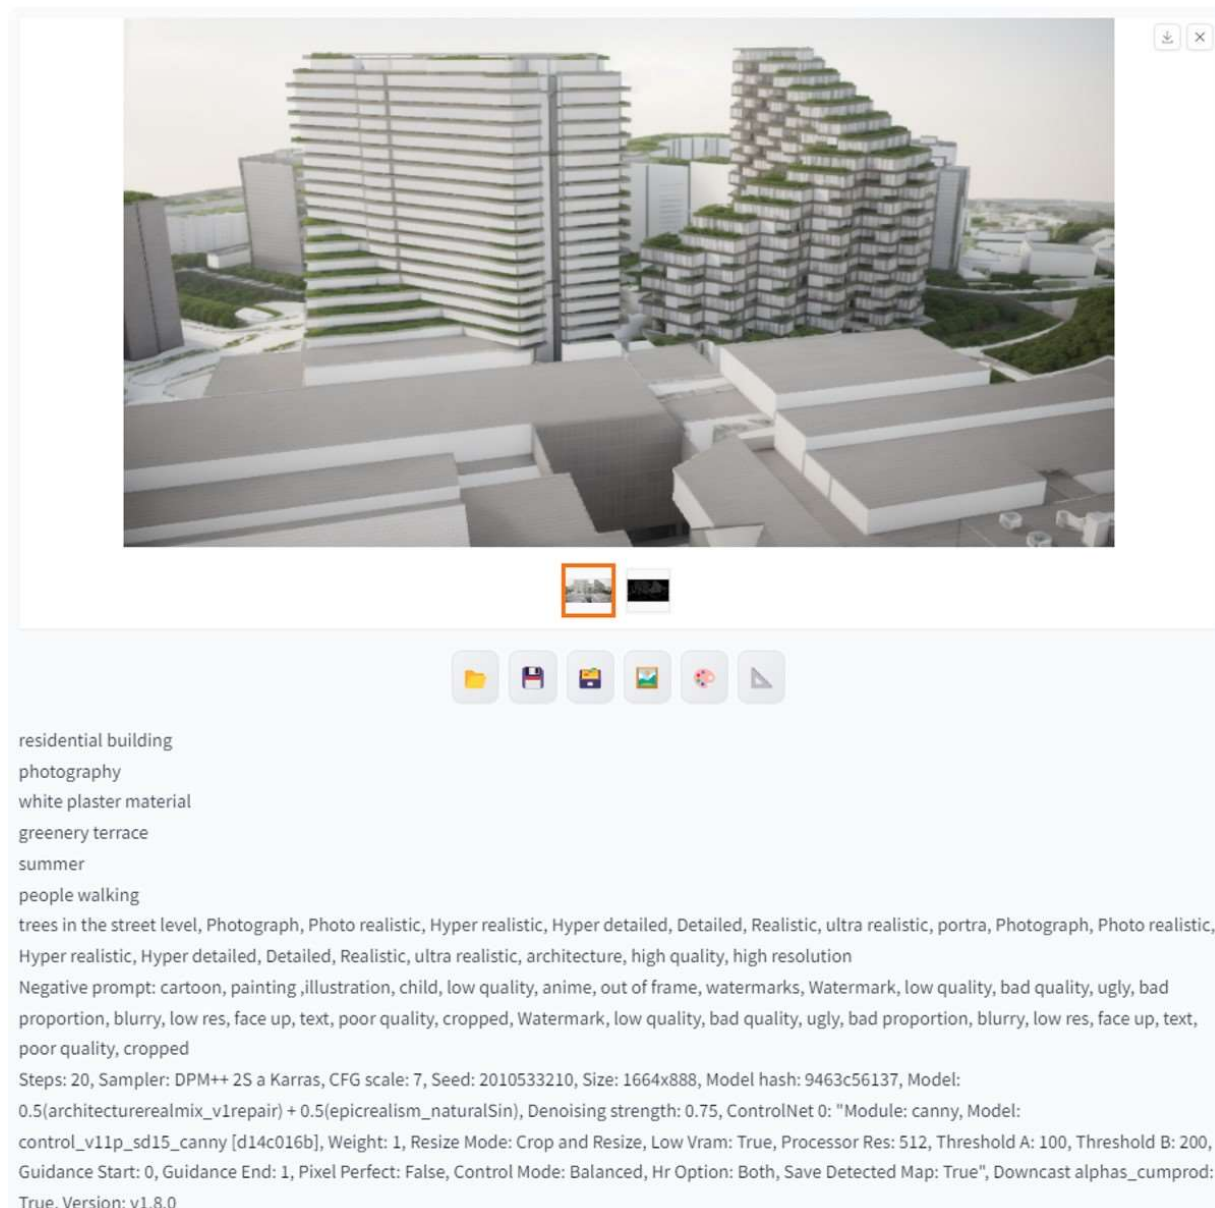 residential building
photography
white plaster material
greenery terrace
summer
people walking
trees in the street level, Photograph, Photo realistic, Hyper realistic, Hyper detailed, Detailed, Realistic, ultra realistic, portra, Photograph, Photo realistic,
Hyper realistic, Hyper detailed, Detailed, Realistic, ultra realistic, architecture, high quality, high resolution
Negative prompt: cartoon, painting ,illustration, child, low quality, anime, out of frame, watermarks, Watermark, low quality, bad quality, ugly, bad
proportion, blurry, low res, face up, text, poor quality, cropped, Watermark, low quality, bad quality, ugly, bad proportion, blurry, low res, face up, text,
poor quality, cropped
Steps: 20, Sampler: DPM++ 2S a Karras, CFG scale: 7, Seed: 2010533210, Size: 1664x888, Model hash: 9463c56137, Model:
0.5(architecturerealmix_v1repair) + 0.5(epicrealism_naturalSin), Denoising strength: 0.75, ControlNet 0: "Module: canny, Model:
control_v11p_sd15_canny [d14c016b], Weight: 1, Resize Mode: Crop and Resize, Low Vram: True, Processor Res: 512, Threshold A: 100, Threshold B: 200,
Guidance Start: 0, Guidance End: 1, Pixel Perfect: False, Control Mode: Balanced, Hr Option: Both, Save Detected Map: True", Downcast alphas_cumprod:
True, Version: v1.8.0